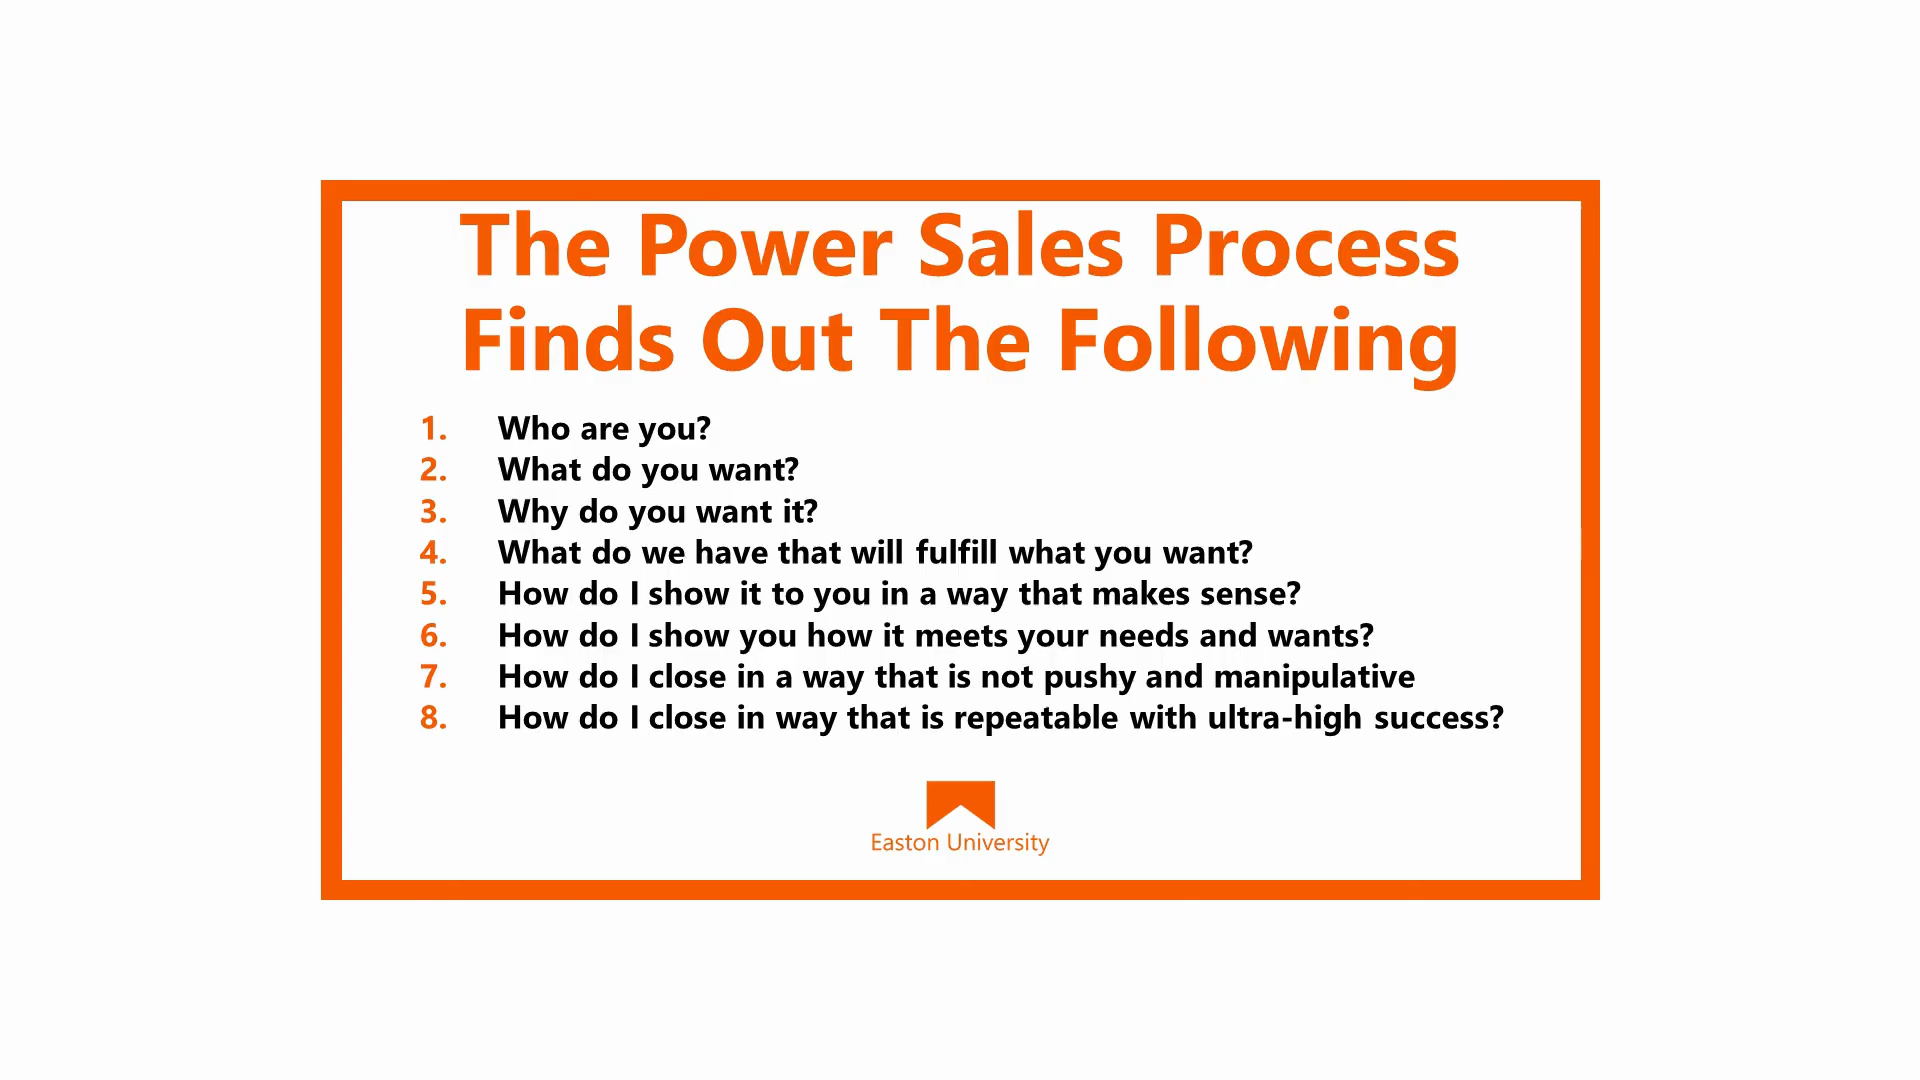 The Power Sales Process
Finds Out The Following
1. Who are you?
2. What do you want?
3. Why do you want it?
4. What do we have that will fulfill what you want?
5. How do I show it to you in a way that makes sense?
6. How do I show you how it meets your needs and wants?
7. How do I close in a way that is not pushy and manipulative
8. How do I close in way that is repeatable with ultra-high success?
Easton University